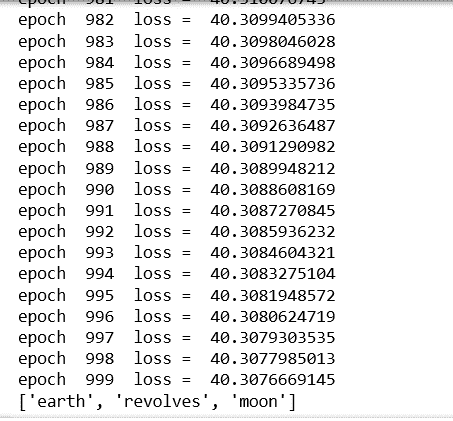 epoch  982  loss =  40.3099405336
epoch  983  loss =  40.3098046028
epoch  984  loss =  40.3096689498
epoch  985  loss =  40.3095335736
epoch  986  loss =  40.3093984735
epoch  987  loss =  40.3092636487
epoch  988  loss =  40.3091290982
epoch  989  loss =  40.3089948212
epoch  990  loss =  40.3088608169
epoch  991  loss =  40.3087270845
epoch  992  loss =  40.3085936232
epoch  993  loss =  40.3084604321
epoch  994  loss =  40.3083275104
epoch  995  loss =  40.3081948572
epoch  996  loss =  40.3080624719
epoch  997  loss =  40.3079303535
epoch  998  loss =  40.3077985013
epoch  999  loss =  40.3076669145
['earth', 'revolves', 'moon']